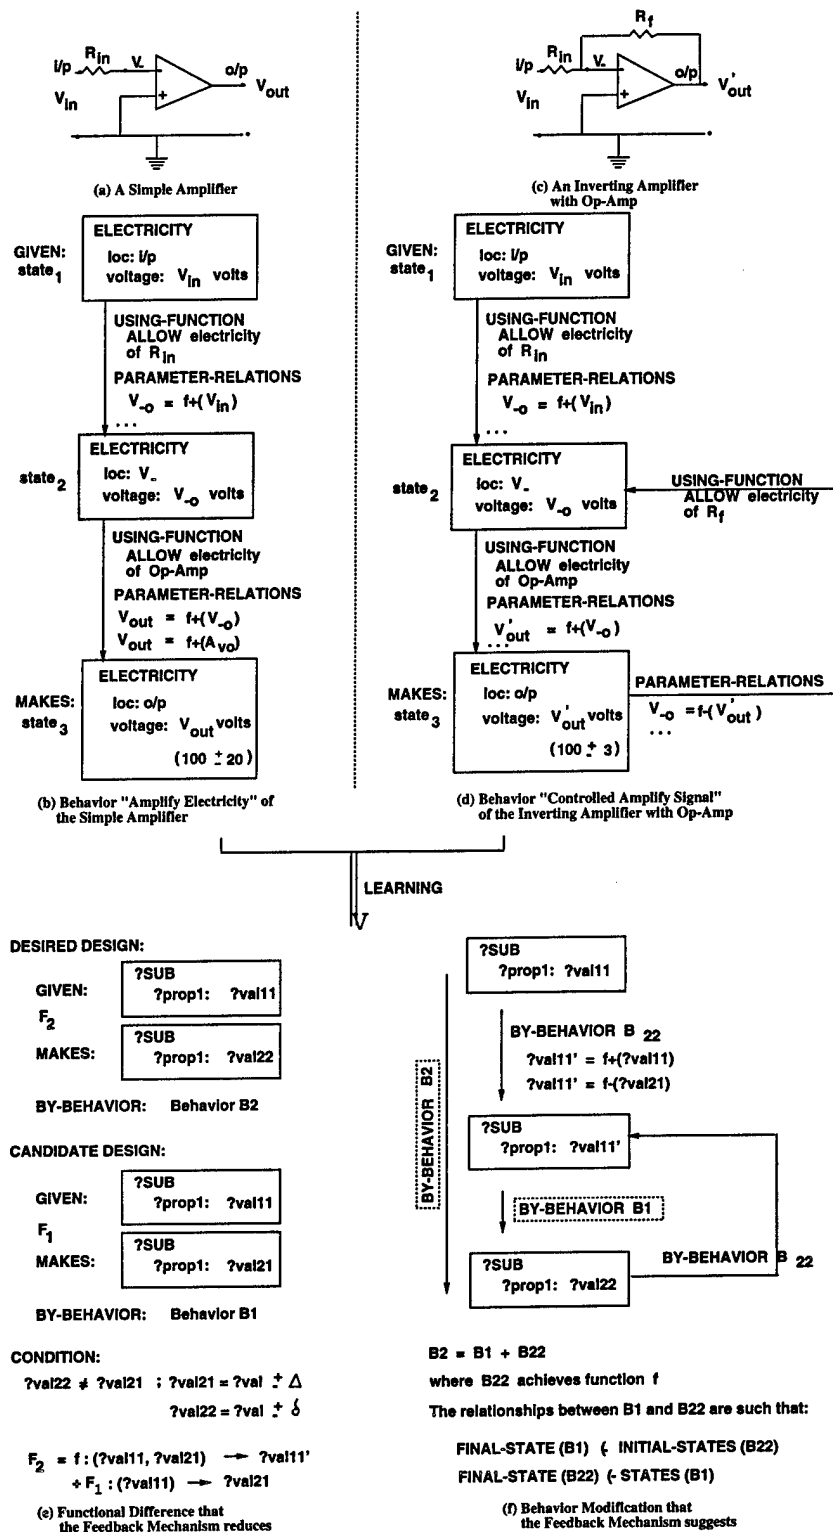 i/p
R_in
V_-
-
+
o/p
V_out
V_in
(a) A Simple Amplifier
GIVEN:
state_1
ELECTRICITY
loc: i/p
voltage: V_in volts
USING-FUNCTION
ALLOW electricity
of R_in
PARAMETER-RELATIONS
V_-o = f+(V_in)
...
state_2
ELECTRICITY
loc: V_-
voltage: V_-o volts
USING-FUNCTION
ALLOW electricity
of Op-Amp
PARAMETER-RELATIONS
V_out = f+(V_-o)
V_out = f+(A_vo)
MAKES:
state_3
ELECTRICITY
loc: o/p
voltage: V_out volts
(100 ± 20)
(b) Behavior "Amplify Electricity" of
the Simple Amplifier
R_f
i/p
R_in
V_-
-
+
o/p
V'_out
V_in
(c) An Inverting Amplifier
with Op-Amp
GIVEN:
state_1
ELECTRICITY
loc: i/p
voltage: V_in volts
USING-FUNCTION
ALLOW electricity
of R_in
PARAMETER-RELATIONS
V_-o = f+(V_in)
...
state_2
ELECTRICITY
loc: V_-
voltage: V_-o volts
USING-FUNCTION
ALLOW electricity
of R_f
USING-FUNCTION
ALLOW electricity
of Op-Amp
PARAMETER-RELATIONS
V'_out = f+(V_-o)
...
MAKES:
state_3
ELECTRICITY
loc: o/p
voltage: V'_out volts
(100 ± 3)
PARAMETER-RELATIONS
V_-o = f-(V'_out)
...
(d) Behavior "Controlled Amplify Signal"
of the Inverting Amplifier with Op-Amp
LEARNING
DESIRED DESIGN:
GIVEN:
?SUB
?prop1: ?val11
F_2
MAKES:
?SUB
?prop1: ?val22
BY-BEHAVIOR: Behavior B2
CANDIDATE DESIGN:
GIVEN:
?SUB
?prop1: ?val11
F_1
MAKES:
?SUB
?prop1: ?val21
BY-BEHAVIOR: Behavior B1
CONDITION:
?val22 ≠ ?val21 ; ?val21 = ?val ± Δ
?val22 = ?val ± δ
F_2 = f : (?val11, ?val21) → ?val11'
+ F_1 : (?val11) → ?val21
(e) Functional Difference that
the Feedback Mechanism reduces
?SUB
?prop1: ?val11
BY-BEHAVIOR B_22
?val11' = f+(?val11)
?val11' = f-(?val21)
BY-BEHAVIOR B2
?SUB
?prop1: ?val11'
BY-BEHAVIOR B1
BY-BEHAVIOR B_22
?SUB
?prop1: ?val22
B2 = B1 + B22
where B22 achieves function f
The relationships between B1 and B22 are such that:
FINAL-STATE (B1) (- INITIAL-STATES (B22)
FINAL-STATE (B22) (- STATES (B1)
(f) Behavior Modification that
the Feedback Mechanism suggests